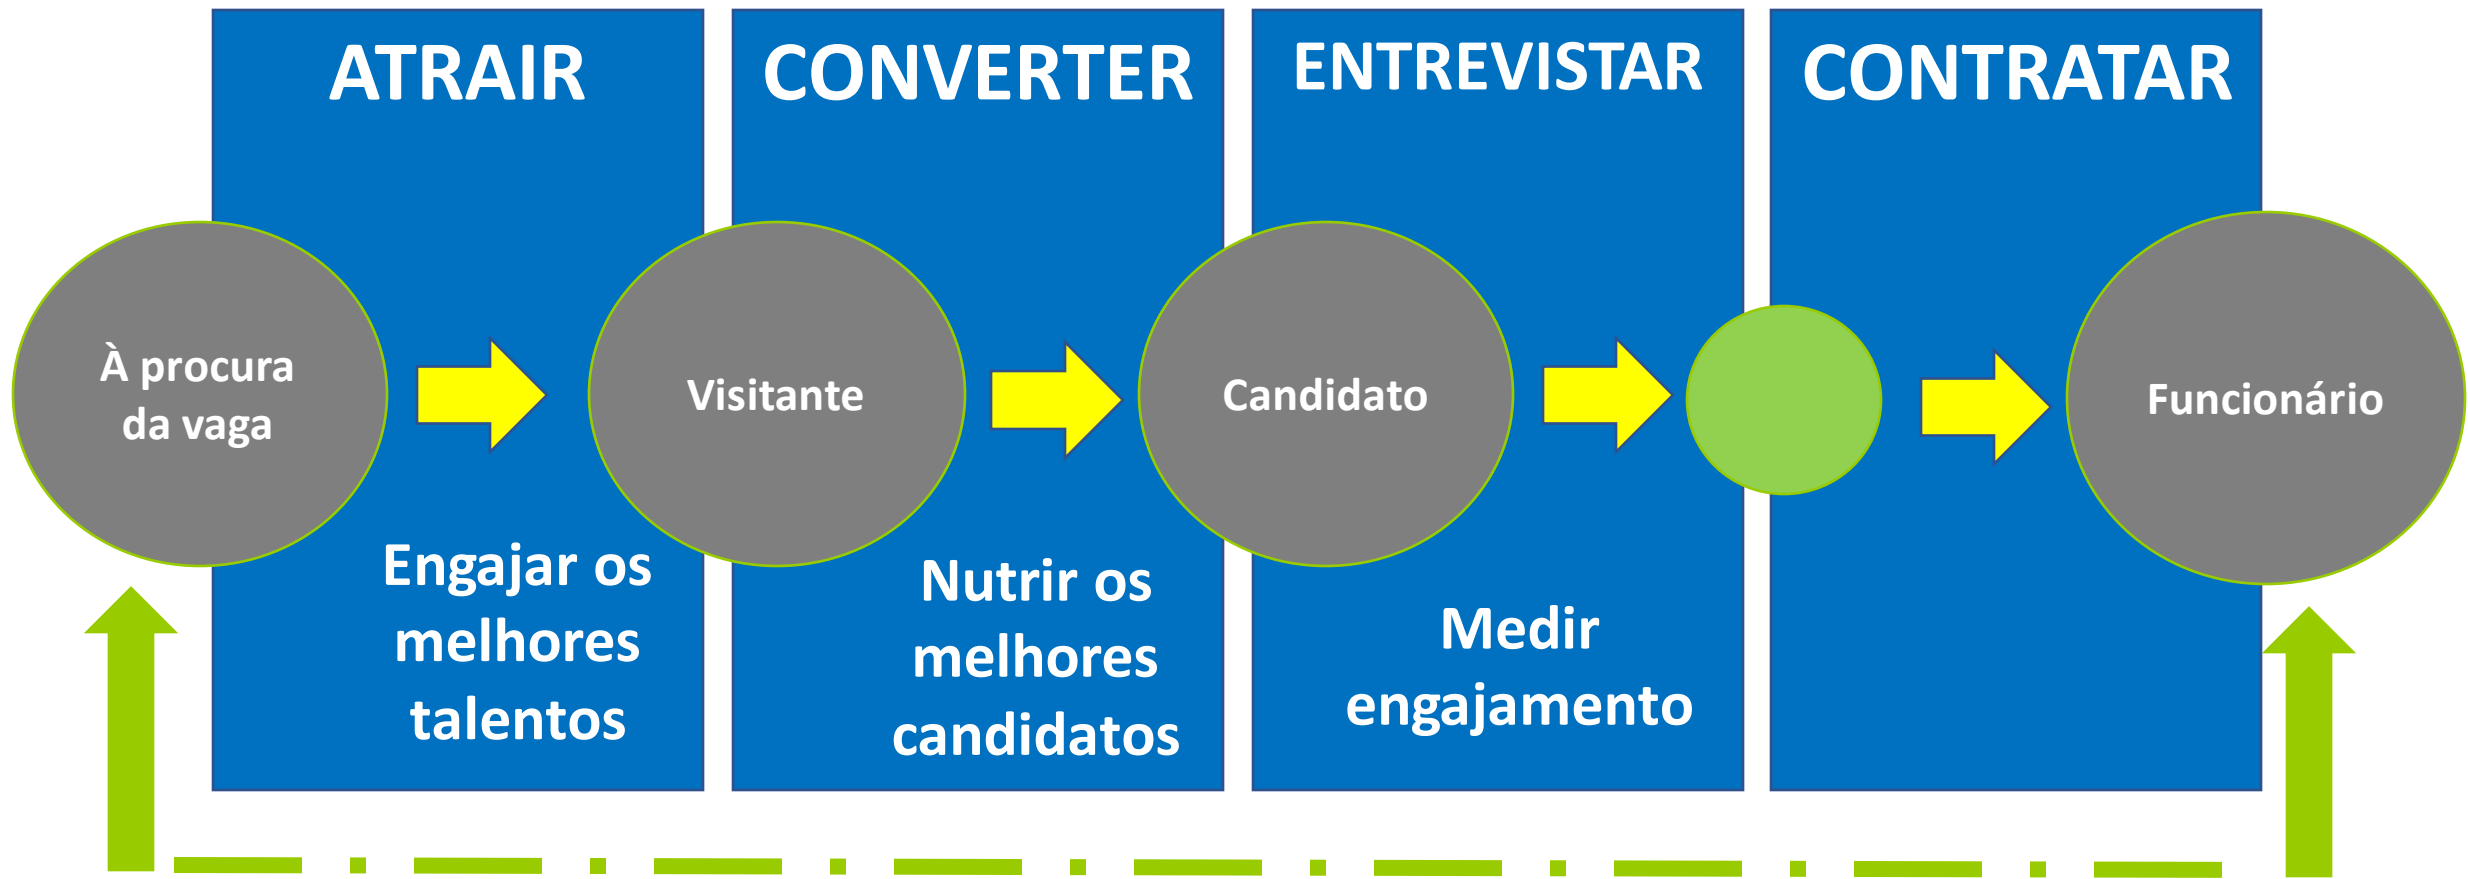 ATRAIR
CONVERTER
ENTREVISTAR
CONTRATAR
À procura
da vaga
Visitante
Candidato
Funcionário
Engajar os
melhores
talentos
Nutrir os
melhores
candidatos
Medir
engajamento